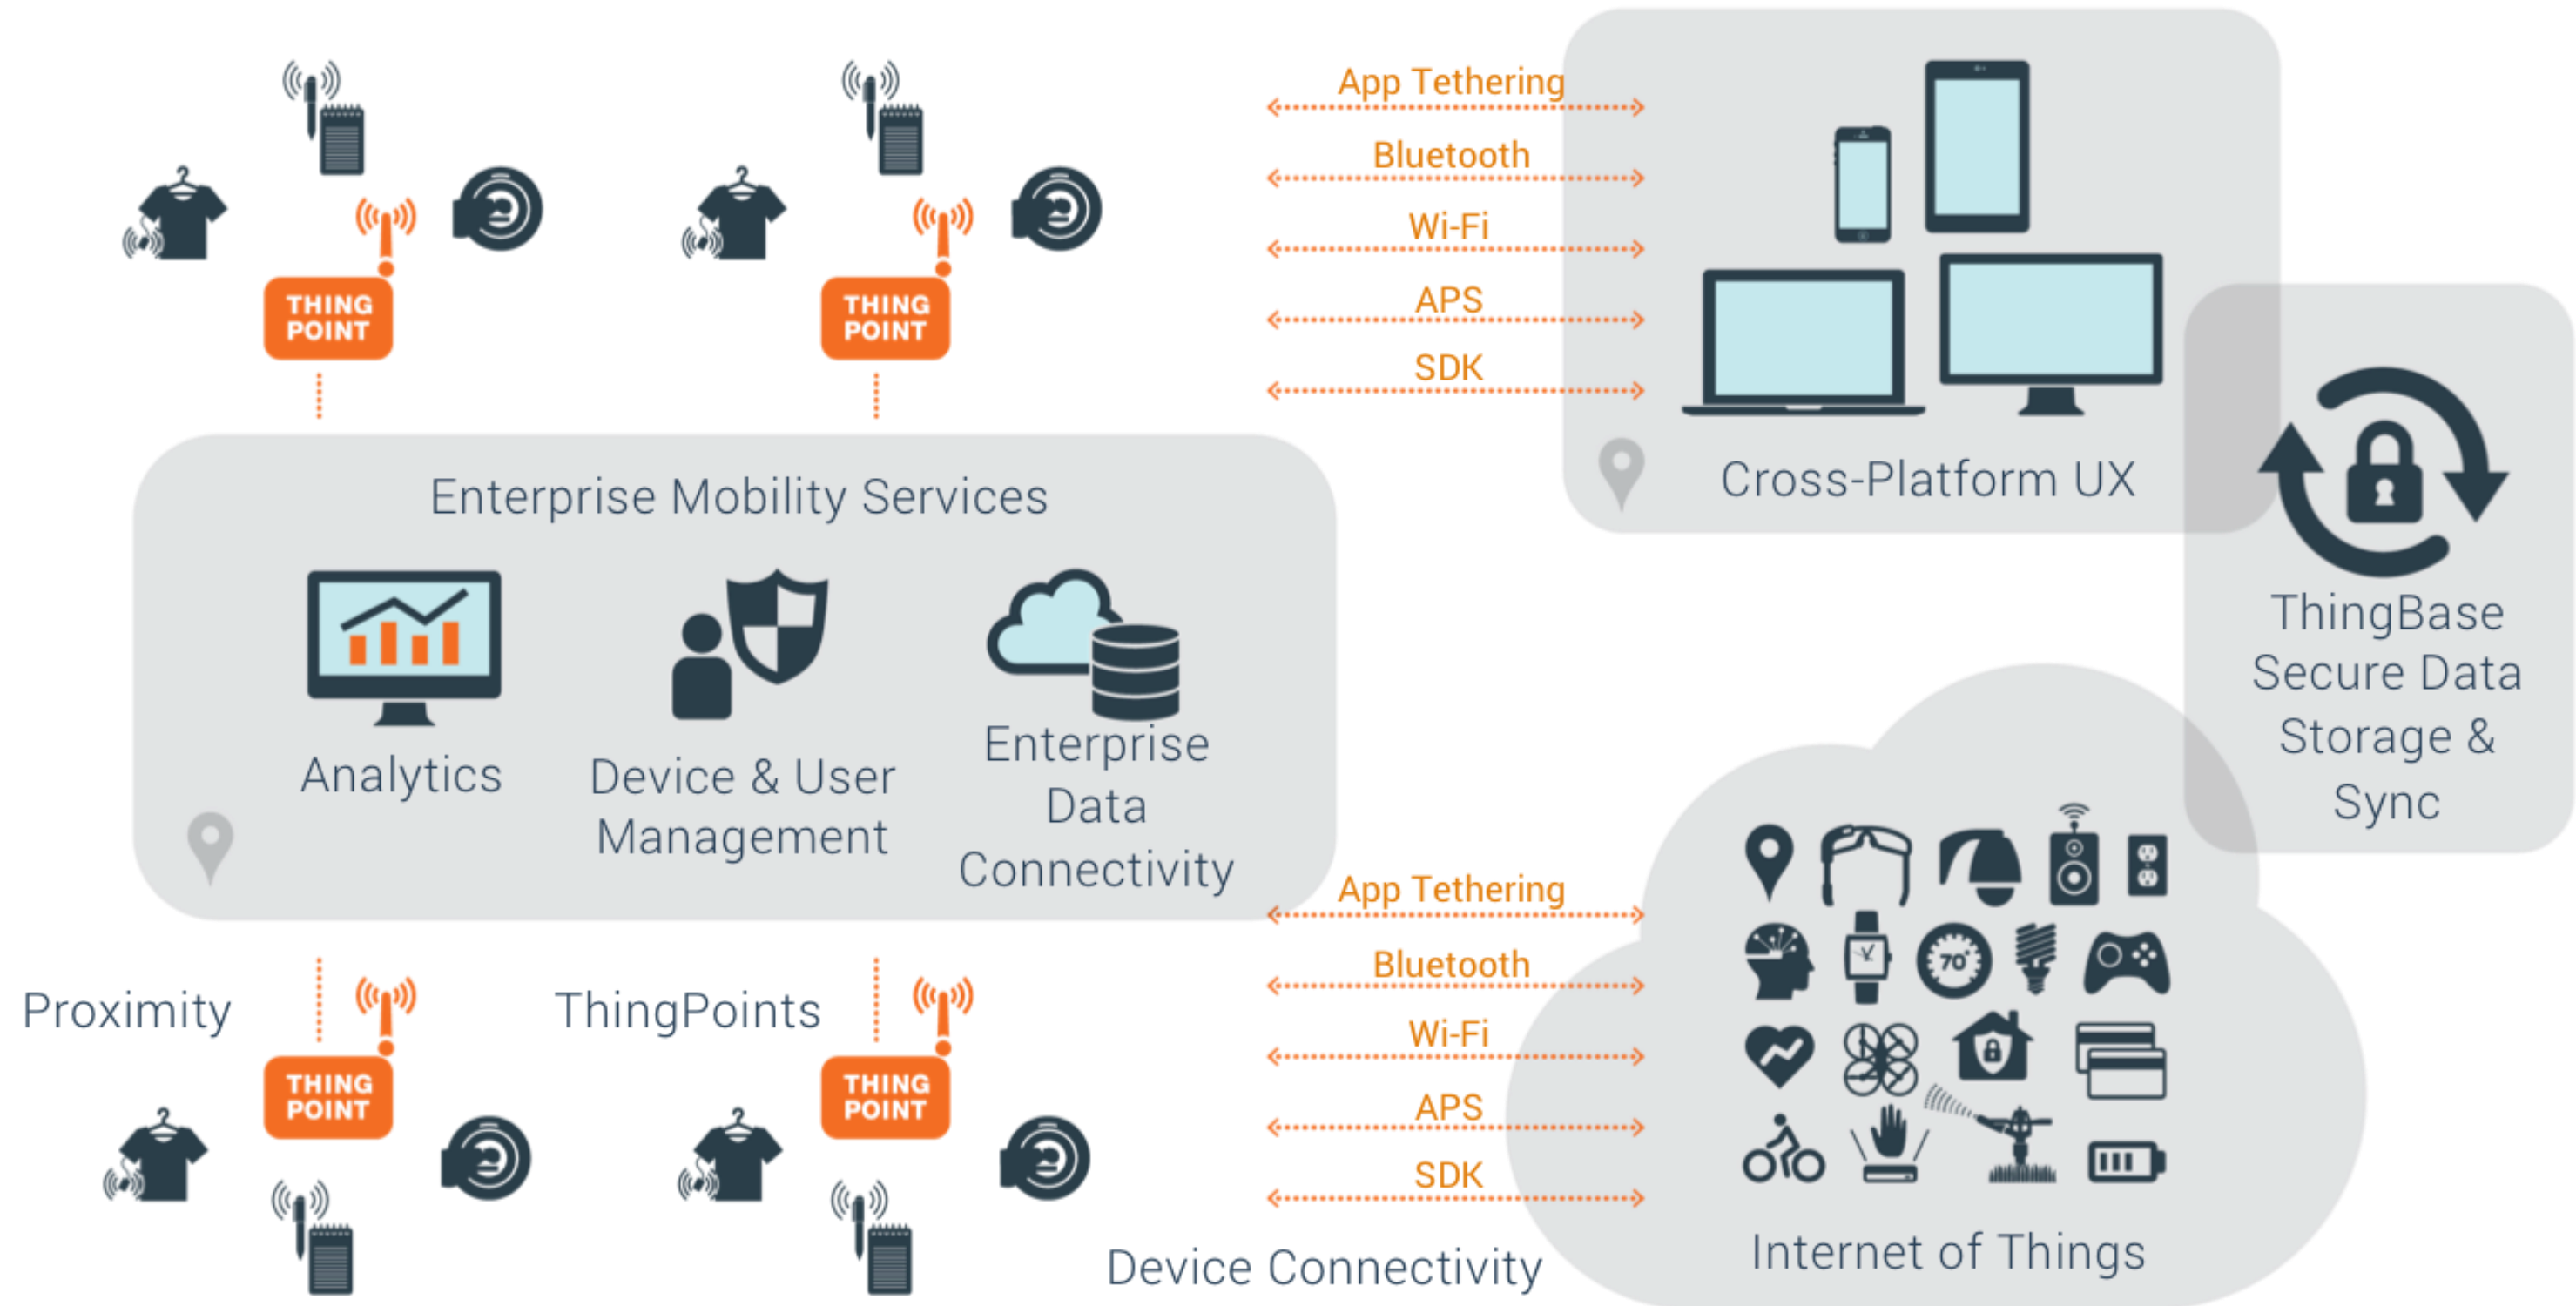 App Tethering
Bluetooth
Wi-Fi
APS
SDK
THING
POINT
THING
POINT
Cross-Platform UX
Enterprise Mobility Services
Analytics
Device & User
Management
Enterprise
Data
Connectivity
ThingBase
Secure Data
Storage &
Sync
App Tethering
Bluetooth
Wi-Fi
APS
SDK
70°
Proximity
ThingPoints
THING
POINT
THING
POINT
Device Connectivity
Internet of Things